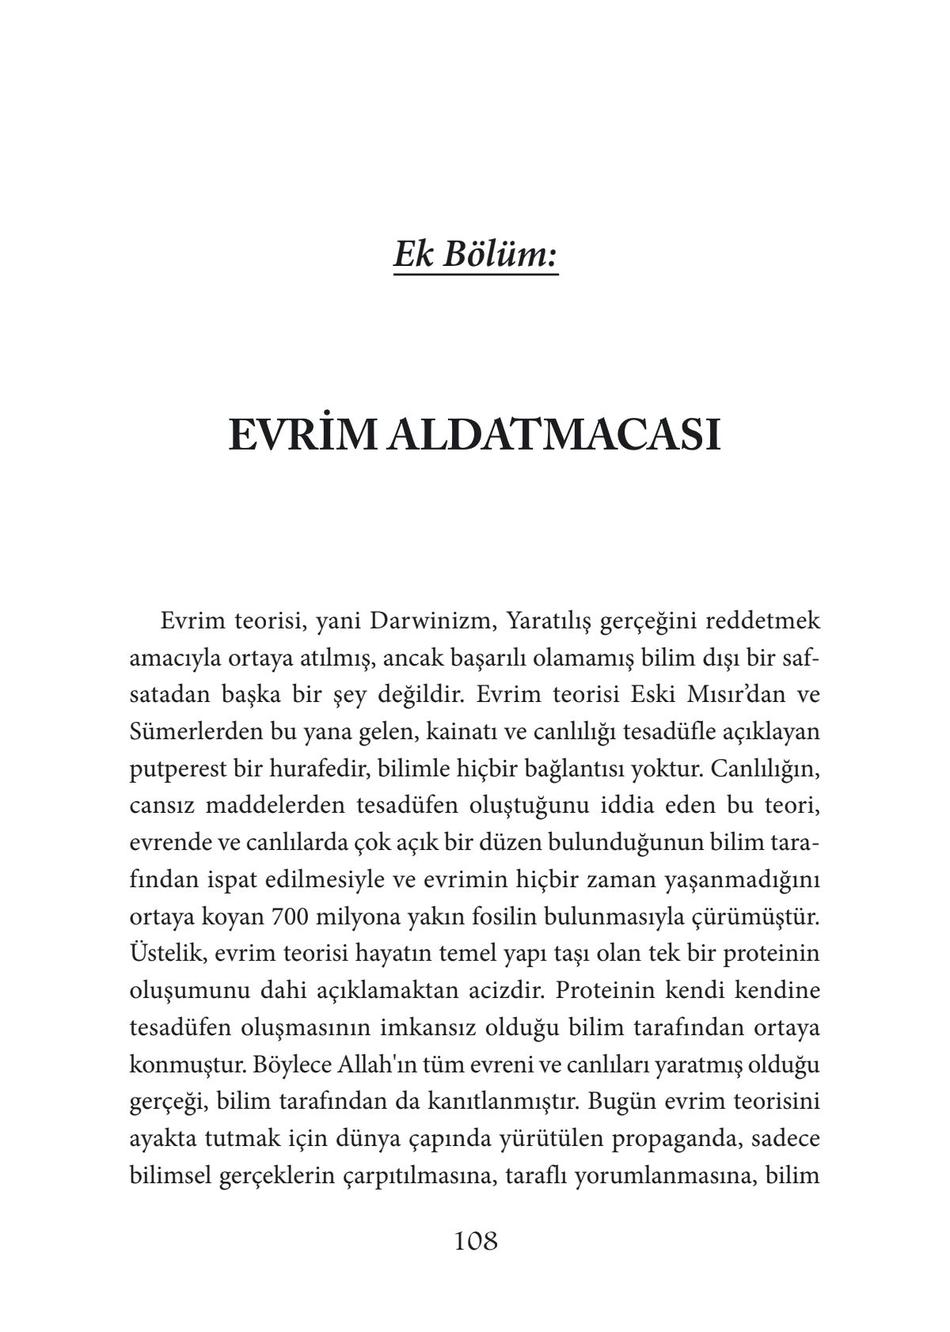 Ek Bölüm:
EVRİM ALDATMACASI
Evrim teorisi, yani Darwinizm, Yaratılış gerçeğini reddetmek
amacıyla ortaya atılmış, ancak başarılı olamamış bilim dışı bir saf-
satadan başka bir şey değildir. Evrim teorisi Eski Mısır’dan ve
Sümerlerden bu yana gelen, kainatı ve canlılığı tesadüfle açıklayan
putperest bir hurafedir, bilimle hiçbir bağlantısı yoktur. Canlılığın,
cansız maddelerden tesadüfen oluştuğunu iddia eden bu teori,
evrende ve canlılarda çok açık bir düzen bulunduğunun bilim tara-
fından ispat edilmesiyle ve evrimin hiçbir zaman yaşanmadığını
ortaya koyan 700 milyona yakın fosilin bulunmasıyla çürümüştür.
Üstelik, evrim teorisi hayatın temel yapı taşı olan tek bir proteinin
oluşumunu dahi açıklamaktan acizdir. Proteinin kendi kendine
tesadüfen oluşmasının imkansız olduğu bilim tarafından ortaya
konmuştur. Böylece Allah'ın tüm evreni ve canlıları yaratmış olduğu
gerçeği, bilim tarafından da kanıtlanmıştır. Bugün evrim teorisini
ayakta tutmak için dünya çapında yürütülen propaganda, sadece
bilimsel gerçeklerin çarpıtılmasına, taraflı yorumlanmasına, bilim
108